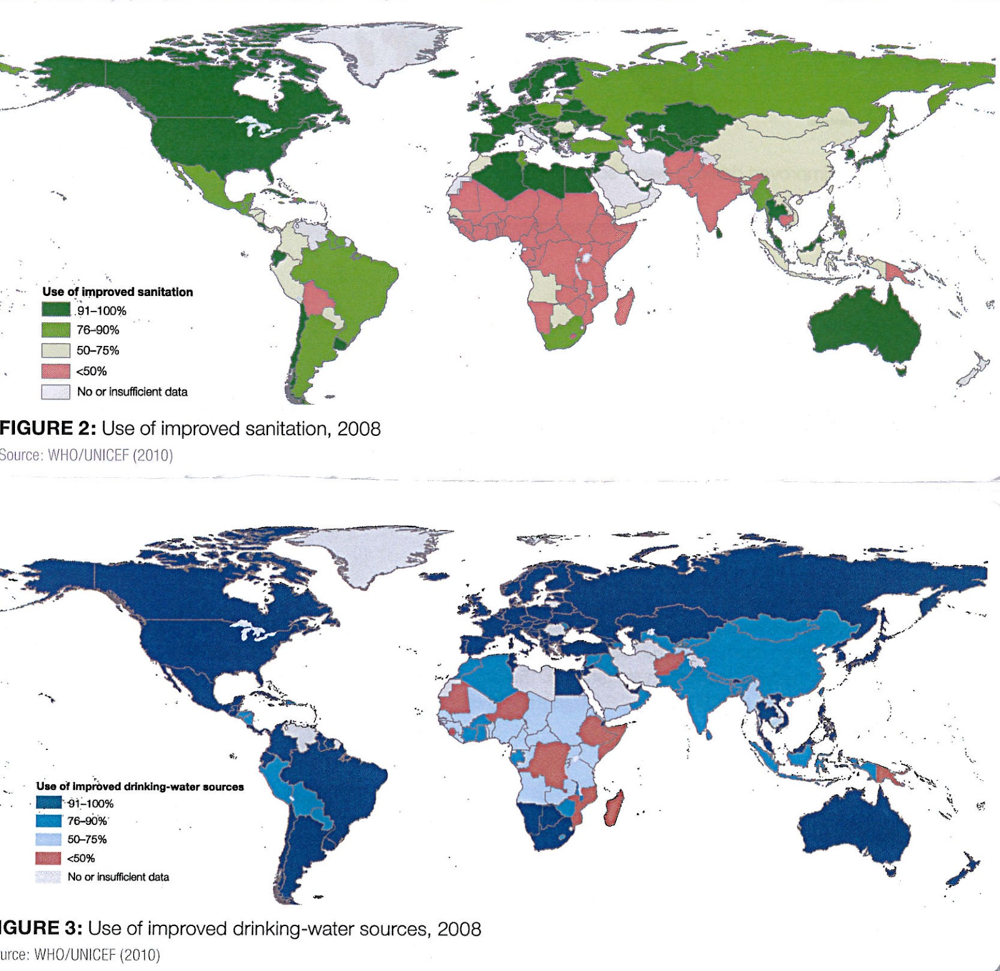 Use of improved sanitation
91–100%
76–90%
50–75%
<50%
No or insufficient data
FIGURE 2: Use of improved sanitation, 2008
Source: WHO/UNICEF (2010)
Use of improved drinking-water sources
91–100%
76–90%
50–75%
<50%
No or insufficient data
IGURE 3: Use of improved drinking-water sources, 2008
urce: WHO/UNICEF (2010)